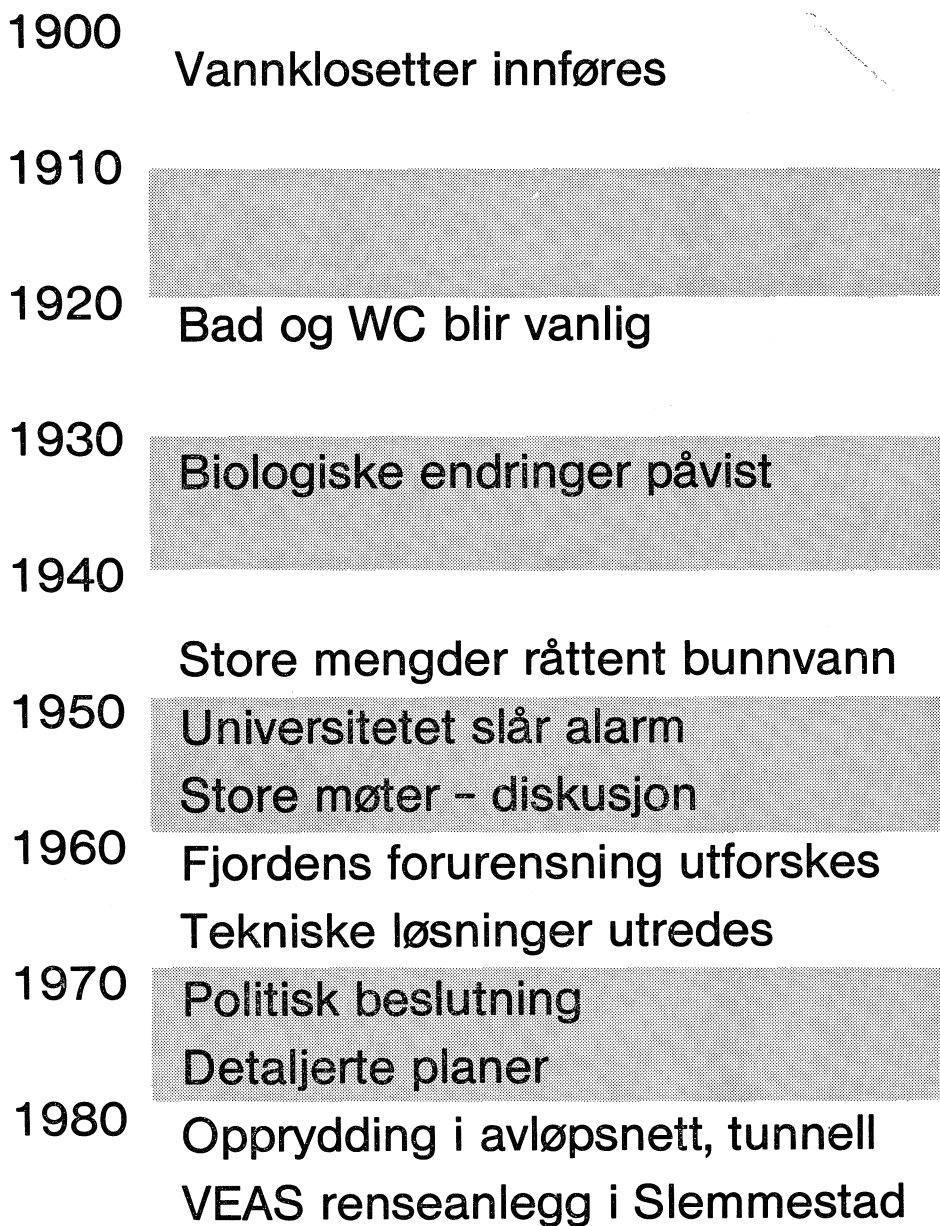 1900
Vannklosetter innføres
1910
1920
Bad og WC blir vanlig
1930
Biologiske endringer påvist
1940
Store mengder råttent bunnvann
1950
Universitetet slår alarm
Store møter – diskusjon
1960
Fjordens forurensning utforskes
Tekniske løsninger utredes
1970
Politisk beslutning
Detaljerte planer
1980
Opprydding i avløpsnett, tunnell
VEAS renseanlegg i Slemmestad